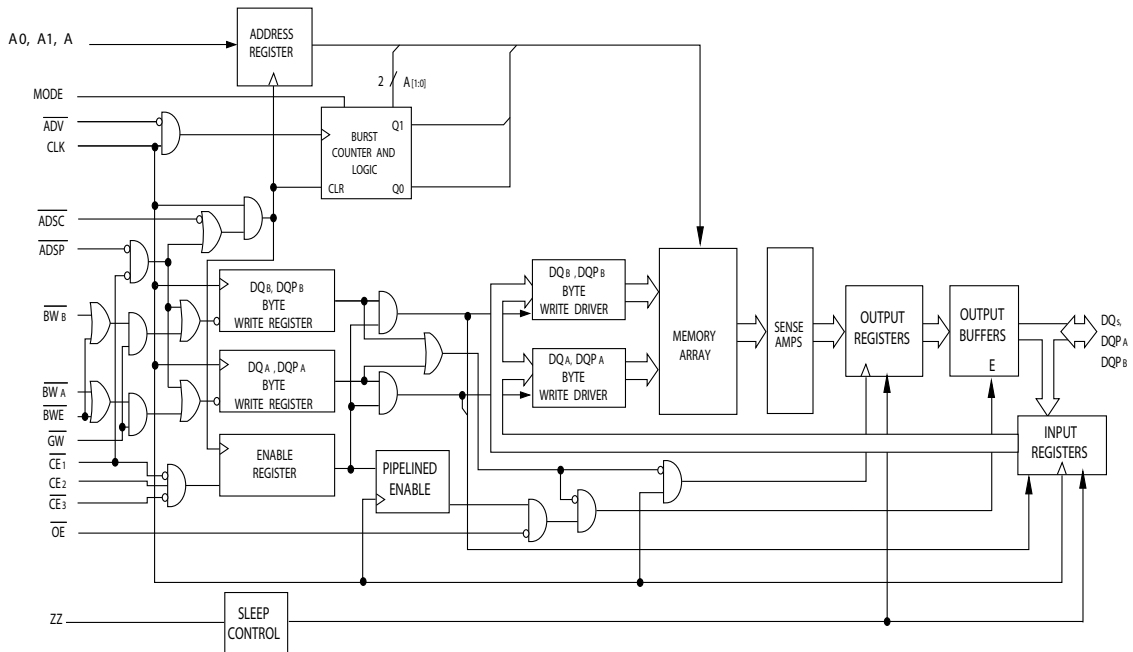 A0, A1, A
ADDRESS
REGISTER
2
A[1:0]
MODE
ADV
CLK
BURST
COUNTER AND
LOGIC
Q1
CLR
Q0
ADSC
ADSP
DQB, DQPB
BYTE
WRITE REGISTER
DQB, DQPB
BYTE
WRITE DRIVER
MEMORY
ARRAY
SENSE
AMPS
OUTPUT
REGISTERS
OUTPUT
BUFFERS
E
DQs,
DQPA
DQPB
BWB
DQA, DQPA
BYTE
WRITE REGISTER
DQA, DQPA
BYTE
WRITE DRIVER
BWA
BWE
GW
INPUT
REGISTERS
CE1
CE2
CE3
ENABLE
REGISTER
PIPELINED
ENABLE
OE
ZZ
SLEEP
CONTROL